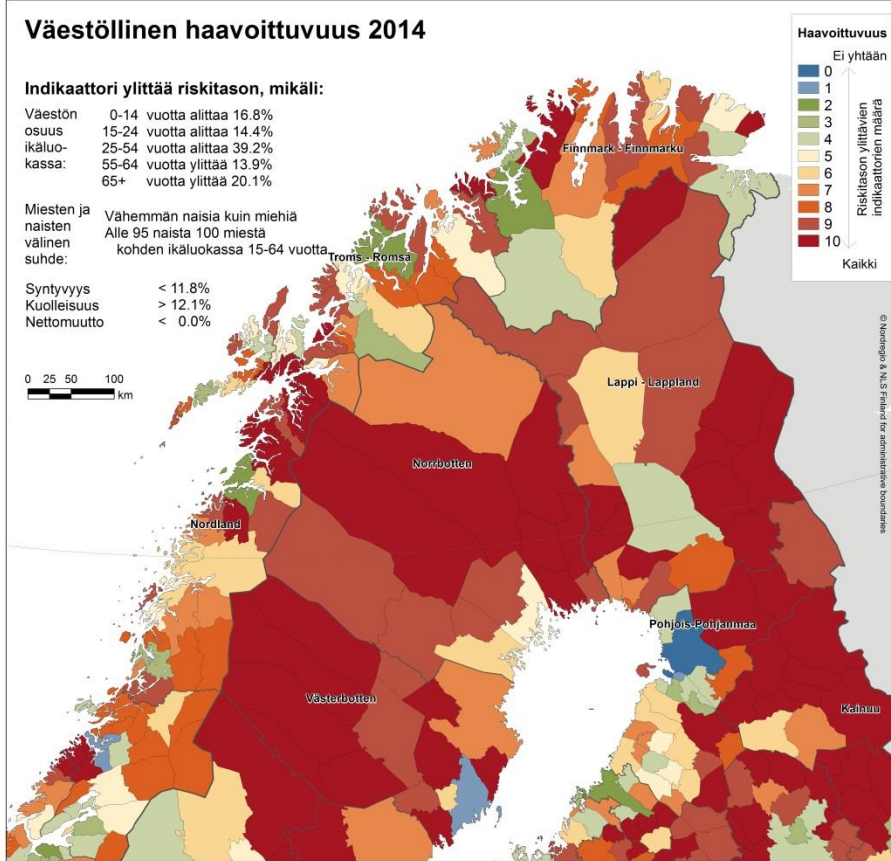 Väestöllinen haavoittuvuus 2014
Indikaattori ylittää riskitason, mikäli:
Väestön 0-14 vuotta alittaa 16.8%
osuus 15-24 vuotta alittaa 14.4%
ikäluo- 25-54 vuotta alittaa 39.2%
kassa: 55-64 vuotta ylittää 13.9%
65+ vuotta ylittää 20.1%
Miesten ja
naisten
välinen
suhde:
Vähemmän naisia kuin miehiä
Alle 95 naista 100 miestä
kohden ikäluokassa 15-64 vuotta
Syntyvyys < 11.8%
Kuolleisuus > 12.1%
Nettomuutto < 0.0%
0 25 50 100
km
Haavoittuvuus
Ei yhtään
0
1
2
3
4
5
6
7
8
9
10
Kaikki
Riskitason ylittävien
indikaattorien määrä
© Nordregio & NLS Finland for administrative boundaries
Finnmark - Finnmárku
Troms - Romsa
Lappi - Lappland
Norrbotten
Nordland
Pohjois-Pohjanmaa
Västerbotten
Kainuu